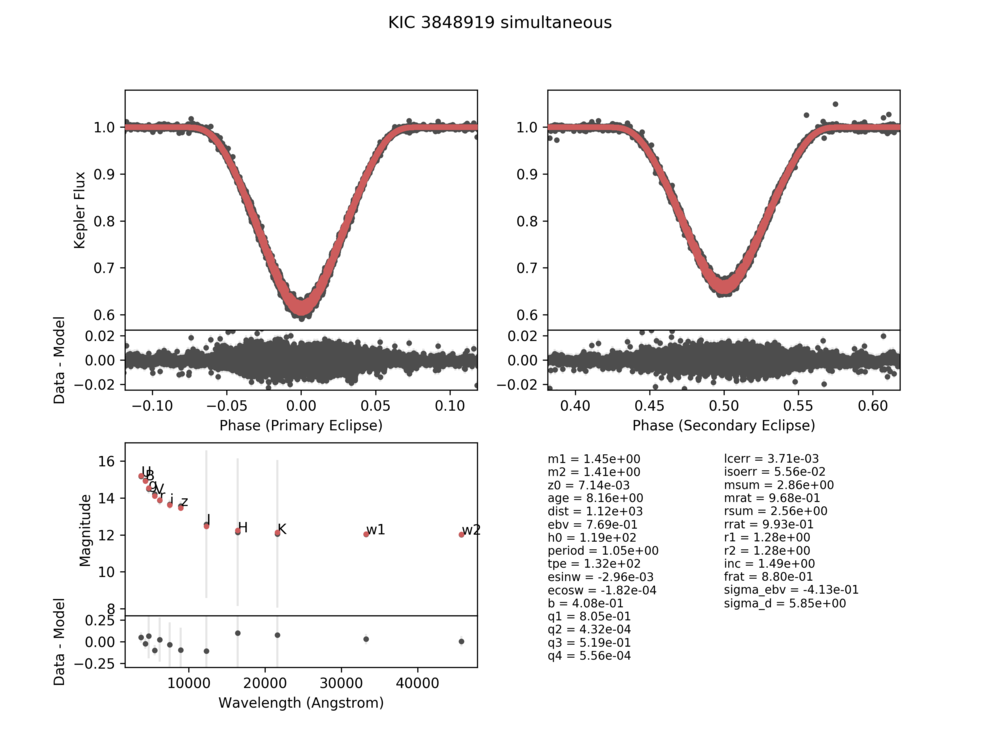 KIC 3848919 simultaneous
1.0
0.9
0.8
0.7
0.6
Kepler Flux
0.02
0.00
−0.02
Data - Model
−0.10 −0.05 0.00 0.05 0.10
Phase (Primary Eclipse)
1.0
0.9
0.8
0.7
0.6
0.02
0.00
−0.02
0.40 0.45 0.50 0.55 0.60
Phase (Secondary Eclipse)
16
14
12
10
8
Magnitude
U
B
g
V
r
i
z
J
H
K
w1
w2
0.25
0.00
−0.25
Data - Model
10000 20000 30000 40000
Wavelength (Angstrom)
m1 = 1.45e+00
m2 = 1.41e+00
z0 = 7.14e-03
age = 8.16e+00
dist = 1.12e+03
ebv = 7.69e-01
h0 = 1.19e+02
period = 1.05e+00
tpe = 1.32e+02
esinw = -2.96e-03
ecosw = -1.82e-04
b = 4.08e-01
q1 = 8.05e-01
q2 = 4.32e-04
q3 = 5.19e-01
q4 = 5.56e-04
lcerr = 3.71e-03
isoerr = 5.56e-02
msum = 2.86e+00
mrat = 9.68e-01
rsum = 2.56e+00
rrat = 9.93e-01
r1 = 1.28e+00
r2 = 1.28e+00
inc = 1.49e+00
frat = 8.80e-01
sigma_ebv = -4.13e-01
sigma_d = 5.85e+00